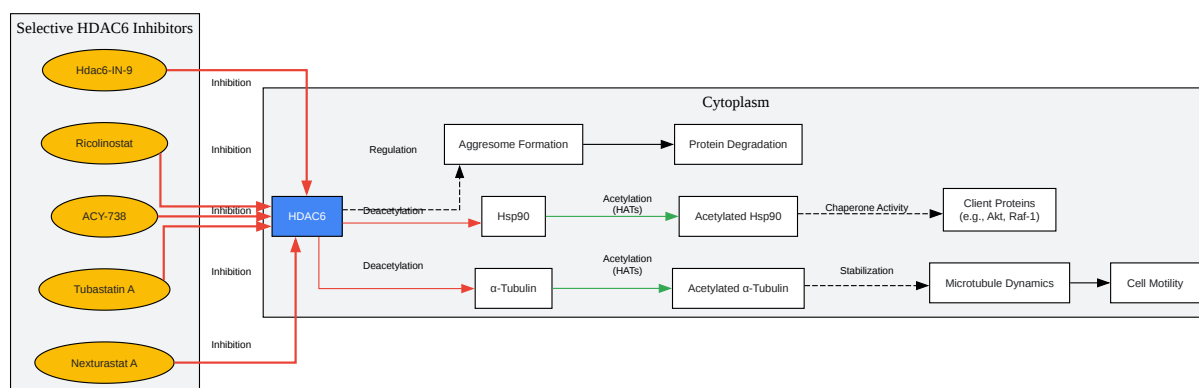 Selective HDAC6 Inhibitors
Hdac6-IN-9
Ricolinostat
ACY-738
Tubastatin A
Nexturastat A
Inhibition
Inhibition
Inhibition
Inhibition
Inhibition
Cytoplasm
HDAC6
Regulation
Aggresome Formation
Protein Degradation
Deacetylation
Hsp90
Acetylation
(HATs)
Acetylated Hsp90
Chaperone Activity
Client Proteins
(e.g., Akt, Raf-1)
Deacetylation
α-Tubulin
Acetylation
(HATs)
Acetylated α-Tubulin
Stabilization
Microtubule Dynamics
Cell Motility